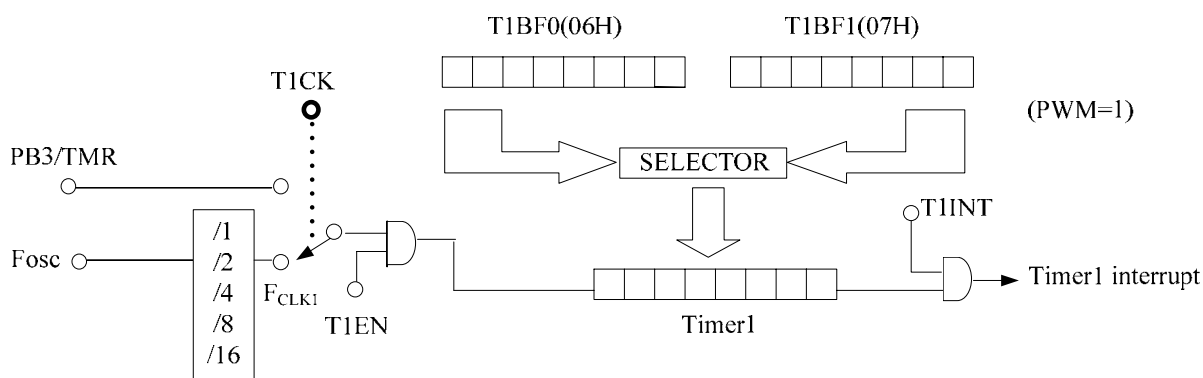 T1BF0(06H)
T1BF1(07H)
T1CK
(PWM=1)
PB3/TMR
SELECTOR
T1INT
/1
Fosc
/2
/4
/8
/16
FCLK1
T1EN
Timer1
Timer1 interrupt